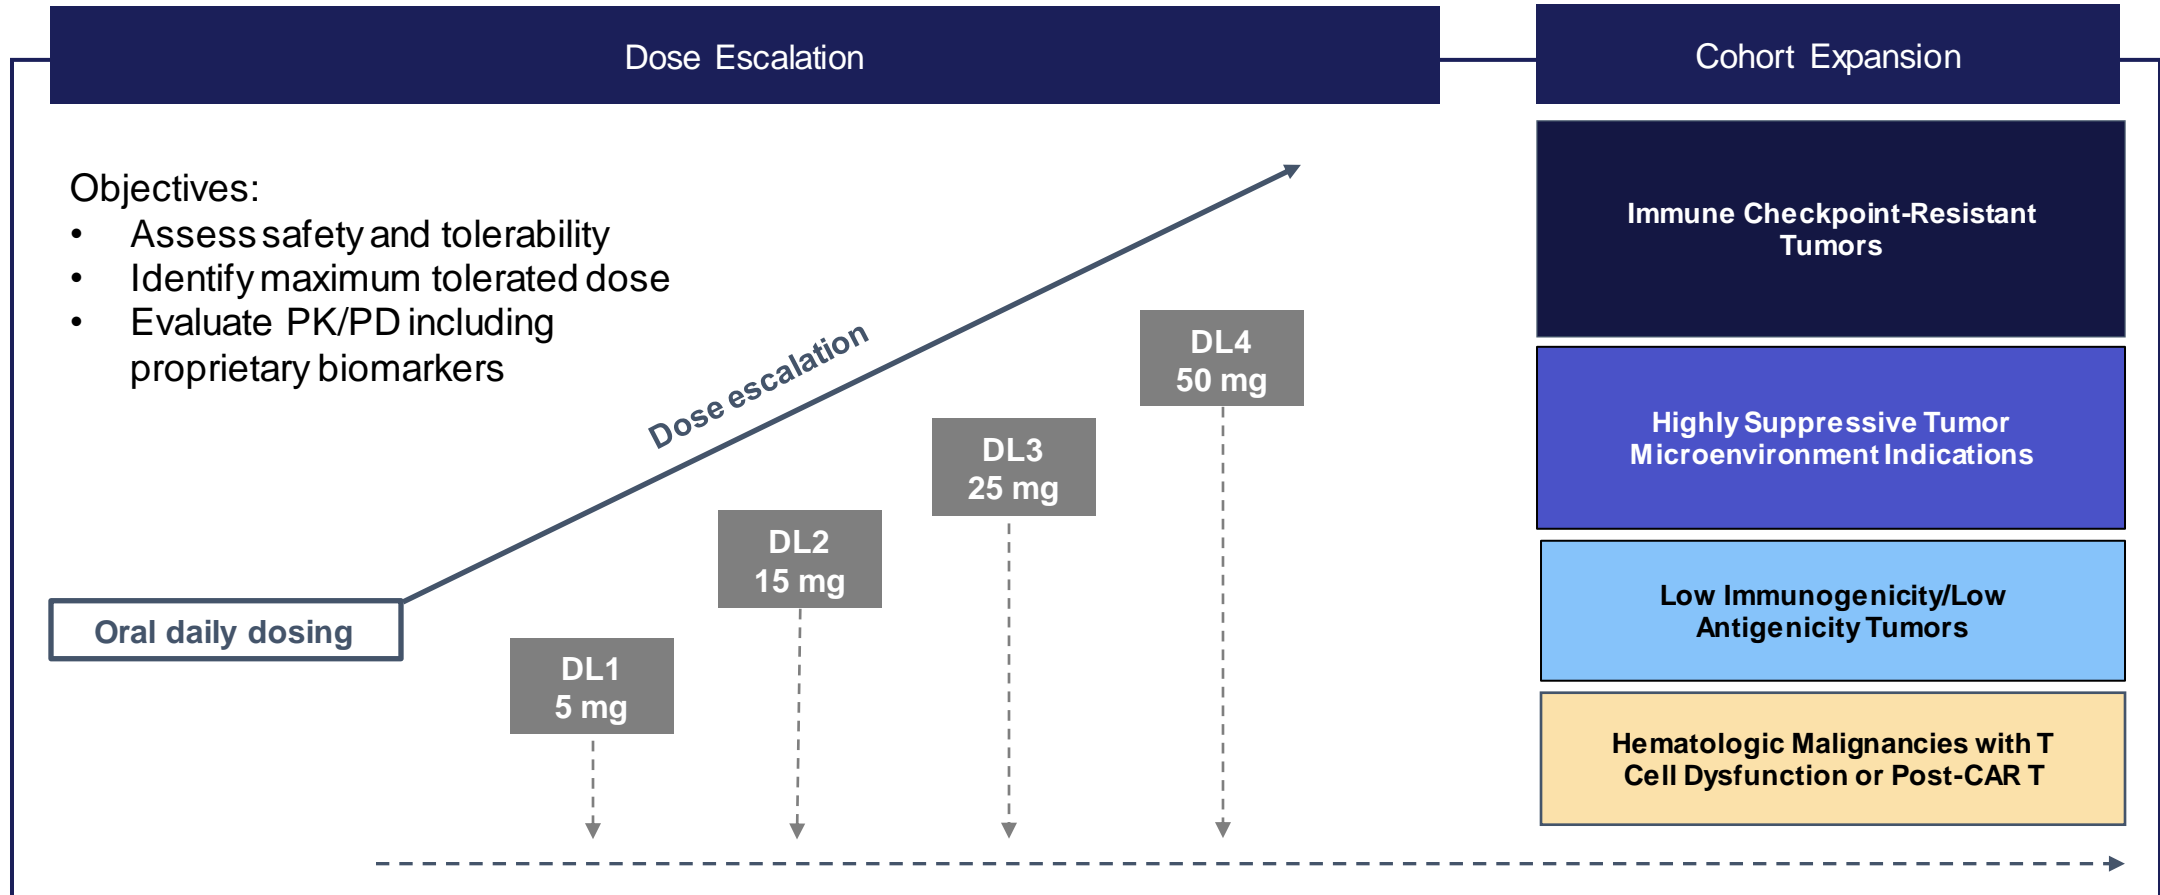 Dose Escalation
Cohort Expansion
Objectives:
• Assess safety and tolerability
• Identify maximum tolerated dose
• Evaluate PK/PD including
proprietary biomarkers
Dose escalation
Oral daily dosing
DL1
5 mg
DL2
15 mg
DL3
25 mg
DL4
50 mg
Immune Checkpoint-Resistant
Tumors
Highly Suppressive Tumor
Microenvironment Indications
Low Immunogenicity/Low
Antigenicity Tumors
Hematologic Malignancies with T
Cell Dysfunction or Post-CAR T